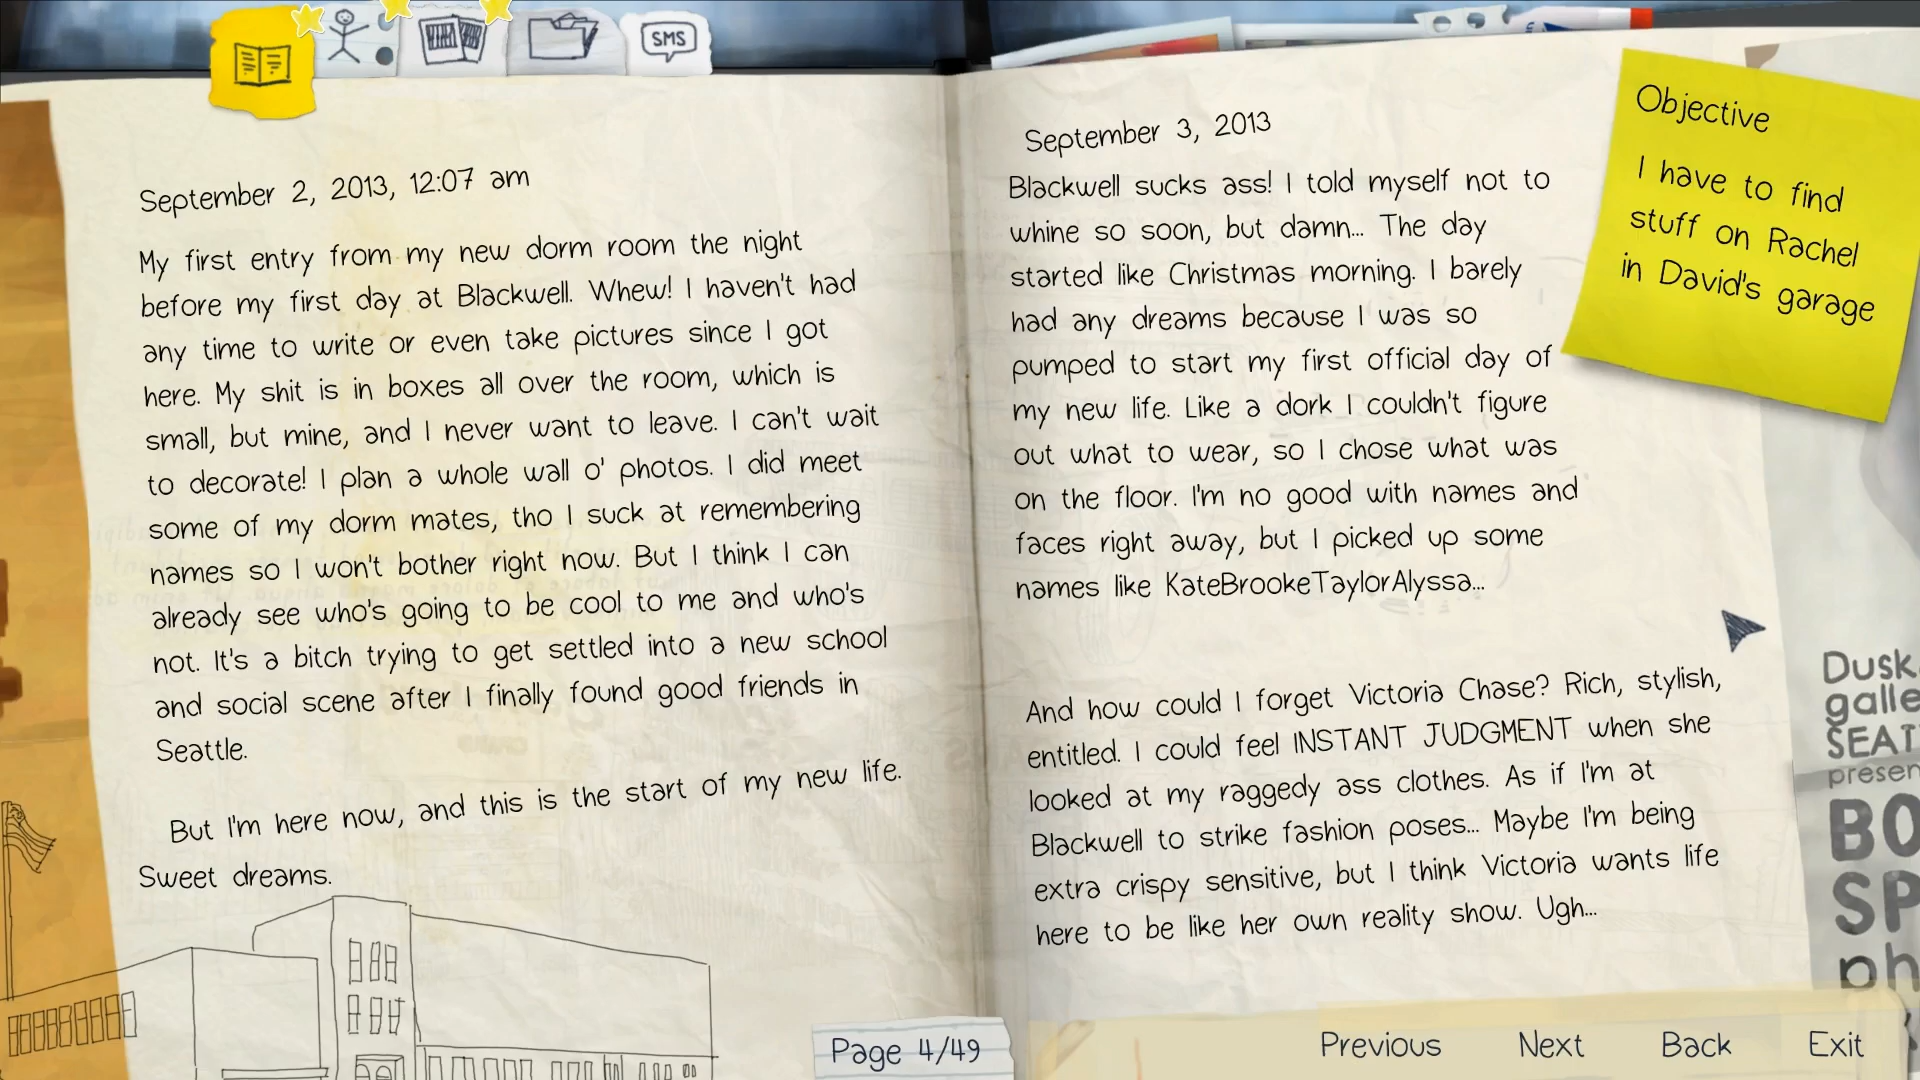 SMS
September 2, 2013, 12:07 am
My first entry from my new dorm room the night
before my first day at Blackwell. Whew! I haven't had
any time to write or even take pictures since I got
here. My shit is in boxes all over the room, which is
small, but mine, and I never want to leave. I can't wait
to decorate! I plan a whole wall o' photos. I did meet
some of my dorm mates, tho I suck at remembering
names so I won't bother right now. But I think I can
already see who's going to be cool to me and who's
not. It's a bitch trying to get settled into a new school
and social scene after I finally found good friends in
Seattle.
But I'm here now, and this is the start of my new life.
Sweet dreams.
September 3, 2013
Blackwell sucks ass! I told myself not to
whine so soon, but damn... The day
started like Christmas morning. I barely
had any dreams because I was so
pumped to start my first official day of
my new life. Like a dork I couldn't figure
out what to wear, so I chose what was
on the floor. I'm no good with names and
faces right away, but I picked up some
names like KateBrookeTaylorAlyssa...
And how could I forget Victoria Chase? Rich, stylish,
entitled. I could feel INSTANT JUDGMENT when she
looked at my raggedy ass clothes. As if I'm at
Blackwell to strike fashion poses... Maybe I'm being
extra crispy sensitive, but I think Victoria wants life
here to be like her own reality show. Ugh...
Objective
I have to find
stuff on Rachel
in David's garage
Dusk
galle
SEAT
presen
BO
SP
ph
Page 4/49
Previous Next Back Exit